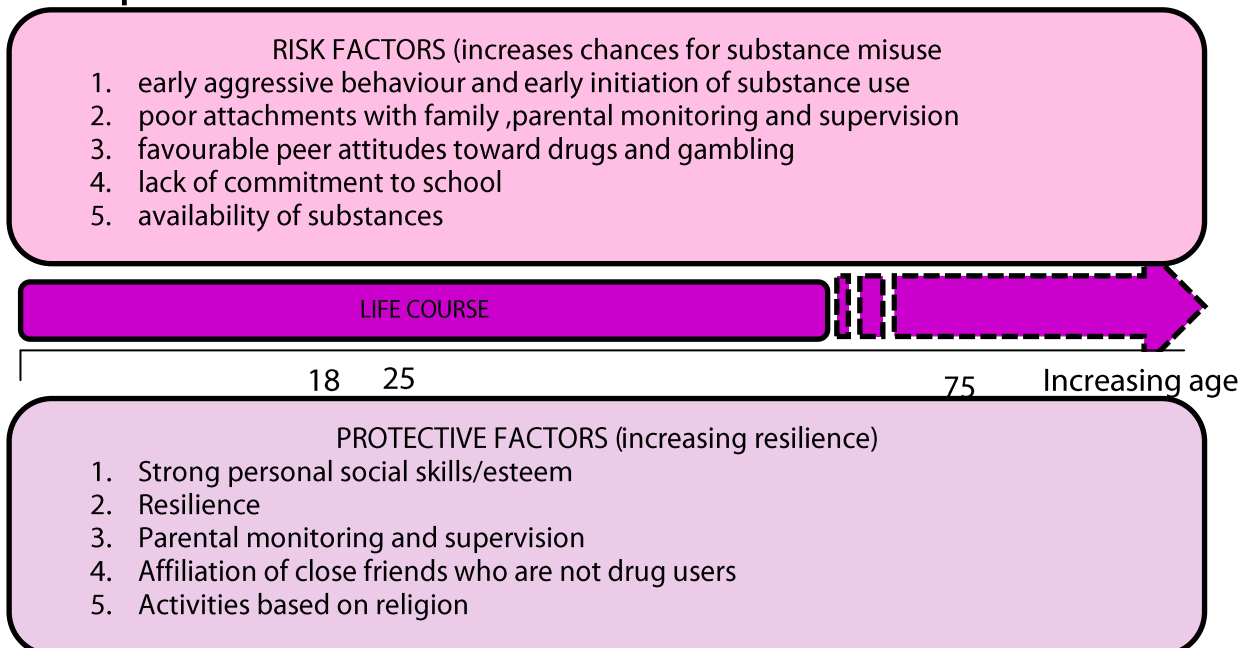 RISK FACTORS (increases chances for substance misuse
1. early aggressive behaviour and early initiation of substance use
2. poor attachments with family ,parental monitoring and supervision
3. favourable peer attitudes toward drugs and gambling
4. lack of commitment to school
5. availability of substances
LIFE COURSE
18 25 75 Increasing age
PROTECTIVE FACTORS (increasing resilience)
1. Strong personal social skills/esteem
2. Resilience
3. Parental monitoring and supervision
4. Affiliation of close friends who are not drug users
5. Activities based on religion